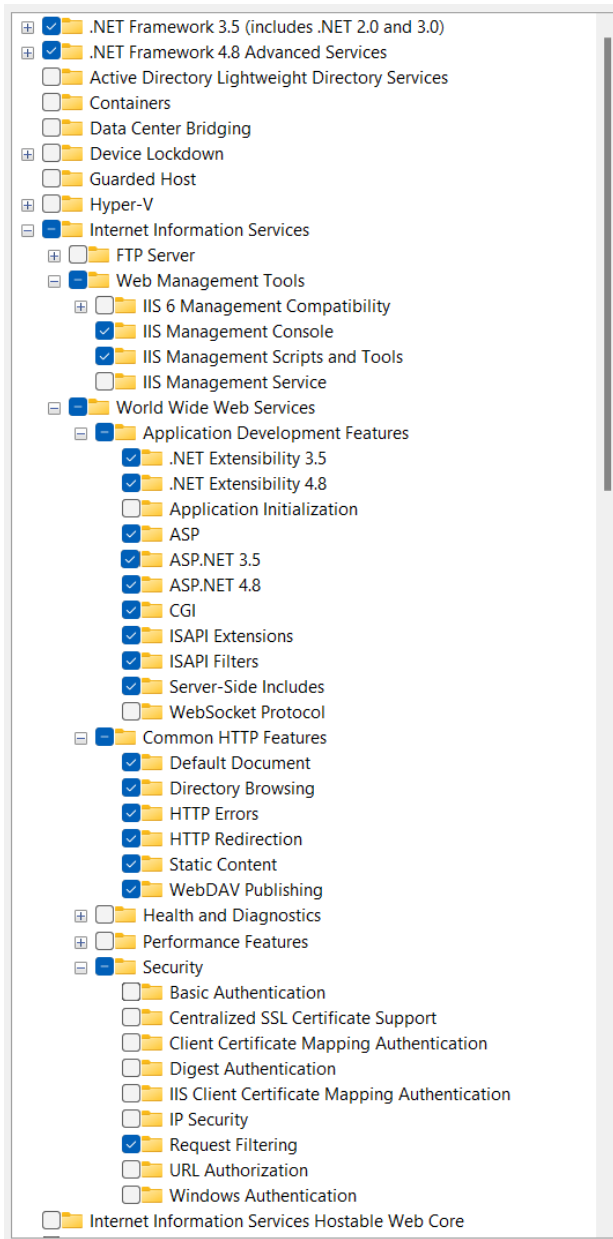 .NET Framework 3.5 (includes .NET 2.0 and 3.0)
.NET Framework 4.8 Advanced Services
Active Directory Lightweight Directory Services
Containers
Data Center Bridging
Device Lockdown
Guarded Host
Hyper-V
Internet Information Services
FTP Server
Web Management Tools
IIS 6 Management Compatibility
IIS Management Console
IIS Management Scripts and Tools
IIS Management Service
World Wide Web Services
Application Development Features
.NET Extensibility 3.5
.NET Extensibility 4.8
Application Initialization
ASP
ASP.NET 3.5
ASP.NET 4.8
CGI
ISAPI Extensions
ISAPI Filters
Server-Side Includes
WebSocket Protocol
Common HTTP Features
Default Document
Directory Browsing
HTTP Errors
HTTP Redirection
Static Content
WebDAV Publishing
Health and Diagnostics
Performance Features
Security
Basic Authentication
Centralized SSL Certificate Support
Client Certificate Mapping Authentication
Digest Authentication
IIS Client Certificate Mapping Authentication
IP Security
Request Filtering
URL Authorization
Windows Authentication
Internet Information Services Hostable Web Core